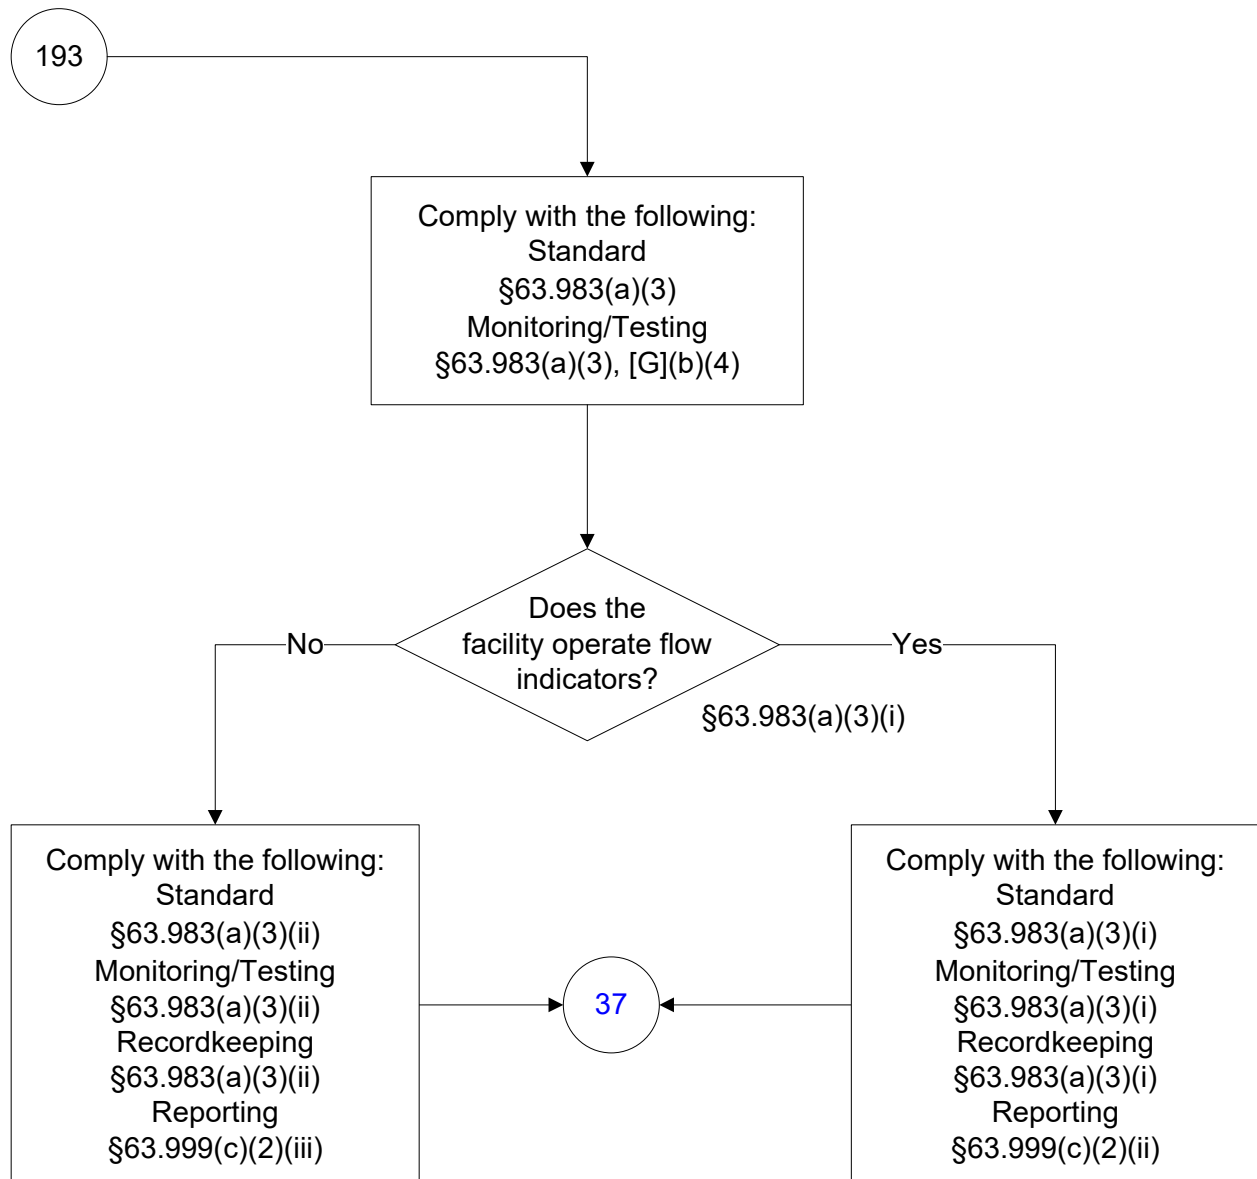 193
Comply with the following:
Standard
§63.983(a)(3)
Monitoring/Testing
§63.983(a)(3), [G](b)(4)
Does the
facility operate flow
indicators?
No
Yes
§63.983(a)(3)(i)
Comply with the following:
Standard
§63.983(a)(3)(ii)
Monitoring/Testing
§63.983(a)(3)(ii)
Recordkeeping
§63.983(a)(3)(ii)
Reporting
§63.999(c)(2)(iii)
37
Comply with the following:
Standard
§63.983(a)(3)(i)
Monitoring/Testing
§63.983(a)(3)(i)
Recordkeeping
§63.983(a)(3)(i)
Reporting
§63.999(c)(2)(ii)